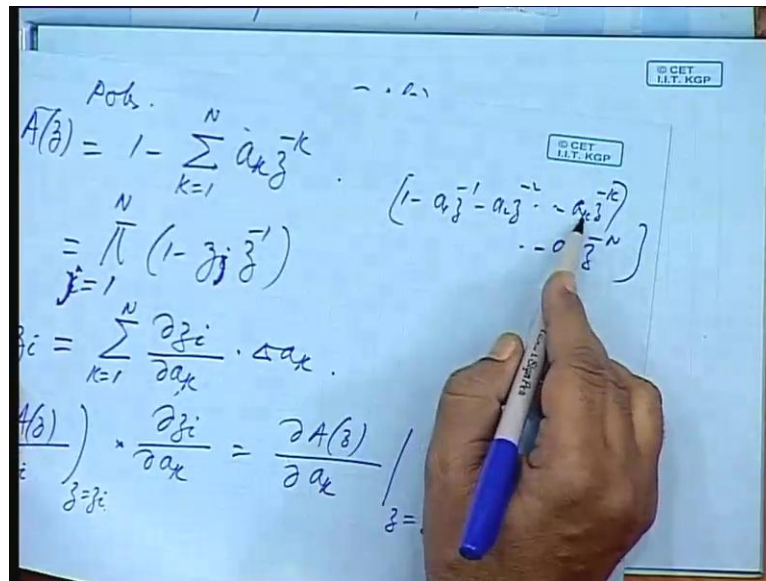 © CET
I.I.T. KGP
© CET
I.I.T. KGP
A(z) = 1 - Σ_{k=1}^{N} a_k z^{-k}
= Π_{j=1}^{N} (1 - z_j z^{-1})
z_i = Σ_{k=1}^{N} ∂z_i/∂a_k · Δa_k.
A(z)/ i )_{z=z_i} × ∂z_i/∂a_k = ∂A(z)/∂a_k |_{z=
(1 - a_1 z^{-1} - a_2 z^{-2} · · - a_k z^{-k})
· · - z^{-N} ]